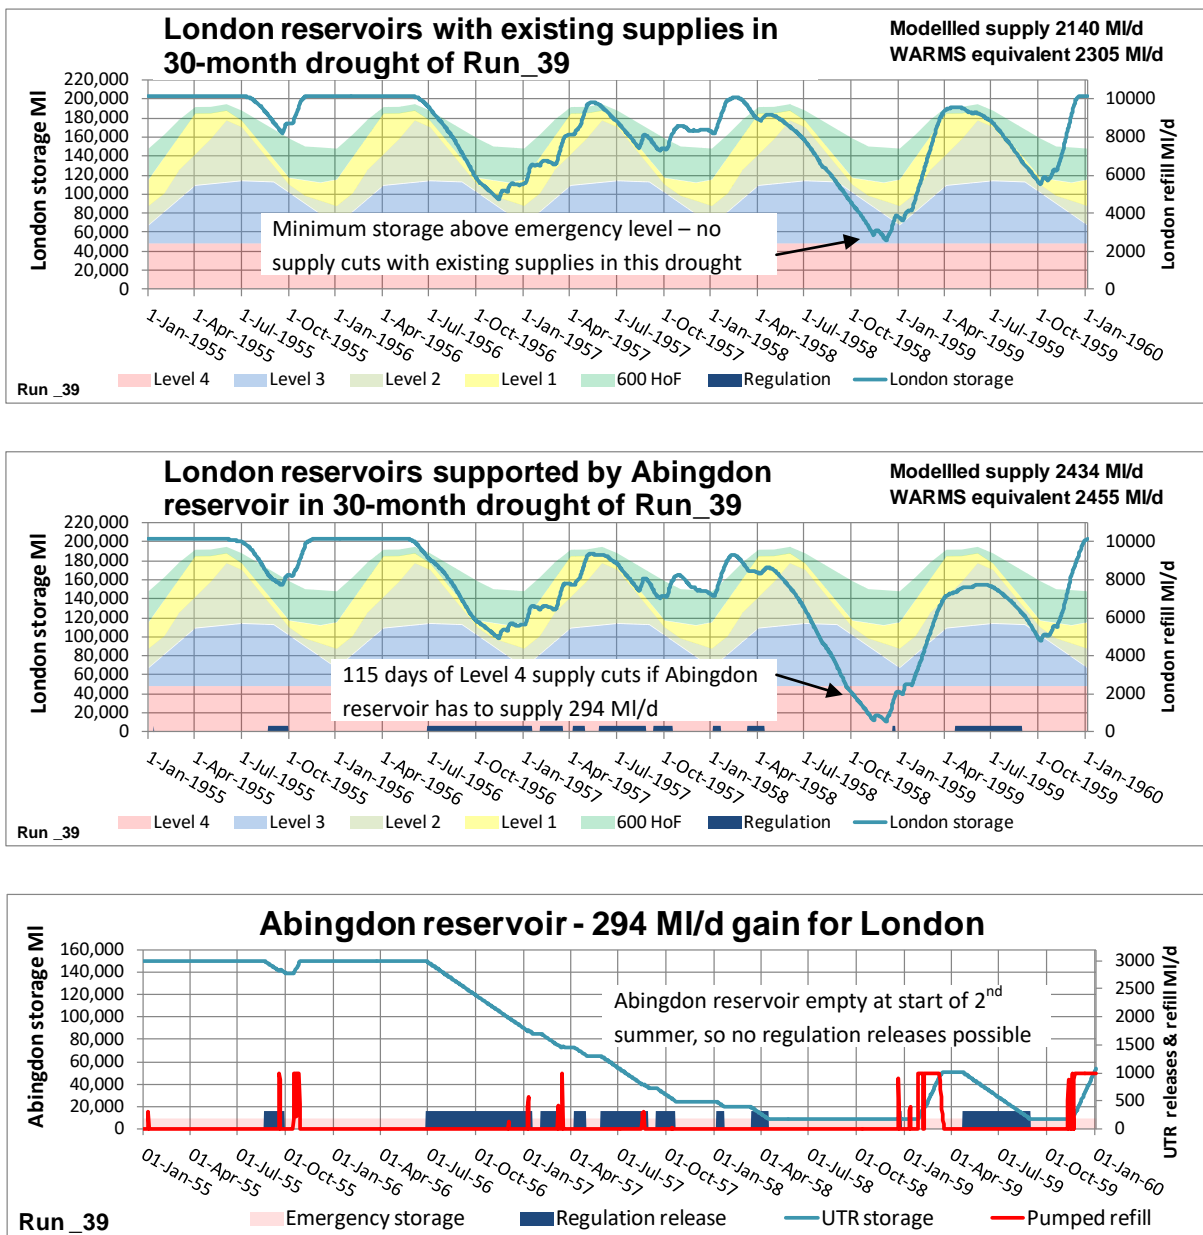 London reservoirs with existing supplies in
30-month drought of Run_39
Modellled supply 2140 Ml/d
WARMS equivalent 2305 Ml/d
London storage Ml
220,000
200,000
180,000
160,000
140,000
120,000
100,000
80,000
60,000
40,000
20,000
0
Minimum storage above emergency level – no
supply cuts with existing supplies in this drought
10000
8000
6000
4000
2000
0
London refill Ml/d
1-Jan-1955
1-Apr-1955
1-Jul-1955
1-Oct-1955
1-Jan-1956
1-Apr-1956
1-Jul-1956
1-Oct-1956
1-Jan-1957
1-Apr-1957
1-Jul-1957
1-Oct-1957
1-Jan-1958
1-Apr-1958
1-Jul-1958
1-Oct-1958
1-Jan-1959
1-Apr-1959
1-Jul-1959
1-Oct-1959
1-Jan-1960
Run _39
Level 4 Level 3 Level 2 Level 1 600 HoF Regulation London storage
London reservoirs supported by Abingdon
reservoir in 30-month drought of Run_39
Modellled supply 2434 Ml/d
WARMS equivalent 2455 Ml/d
London storage Ml
220,000
200,000
180,000
160,000
140,000
120,000
100,000
80,000
60,000
40,000
20,000
0
115 days of Level 4 supply cuts if Abingdon
reservoir has to supply 294 Ml/d
10000
8000
6000
4000
2000
0
London refill Ml/d
1-Jan-1955
1-Apr-1955
1-Jul-1955
1-Oct-1955
1-Jan-1956
1-Apr-1956
1-Jul-1956
1-Oct-1956
1-Jan-1957
1-Apr-1957
1-Jul-1957
1-Oct-1957
1-Jan-1958
1-Apr-1958
1-Jul-1958
1-Oct-1958
1-Jan-1959
1-Apr-1959
1-Jul-1959
1-Oct-1959
1-Jan-1960
Run _39
Level 4 Level 3 Level 2 Level 1 600 HoF Regulation London storage
Abingdon reservoir - 294 Ml/d gain for London
Abingdon storage Ml
160,000
140,000
120,000
100,000
80,000
60,000
40,000
20,000
0
Abingdon reservoir empty at start of 2nd
summer, so no regulation releases possible
3000
2500
2000
1500
1000
500
0
UTR releases & refill Ml/d
01-Jan-55
01-Apr-55
01-Jul-55
01-Oct-55
01-Jan-56
01-Apr-56
01-Jul-56
01-Oct-56
01-Jan-57
01-Apr-57
01-Jul-57
01-Oct-57
01-Jan-58
01-Apr-58
01-Jul-58
01-Oct-58
01-Jan-59
01-Apr-59
01-Jul-59
01-Oct-59
01-Jan-60
Run _39
Emergency storage Regulation release UTR storage Pumped refill